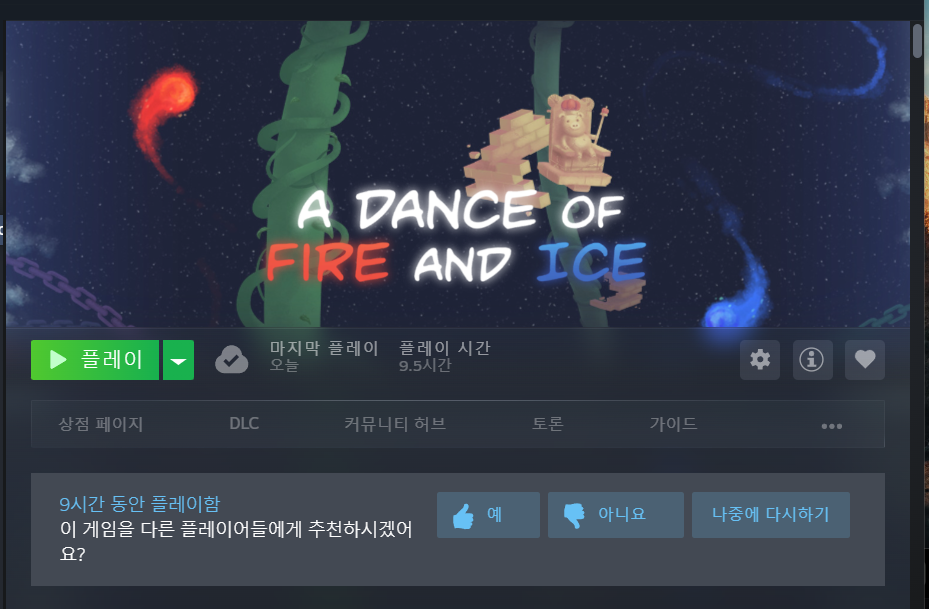 A DANCE OF
FIRE AND ICE
플레이
마지막 플레이
오늘
플레이 시간
9.5시간
상점 페이지
DLC
커뮤니티 허브
토론
가이드
9시간 동안 플레이함
이 게임을 다른 플레이어들에게 추천하시겠어
요?
예
아니요
나중에 다시하기